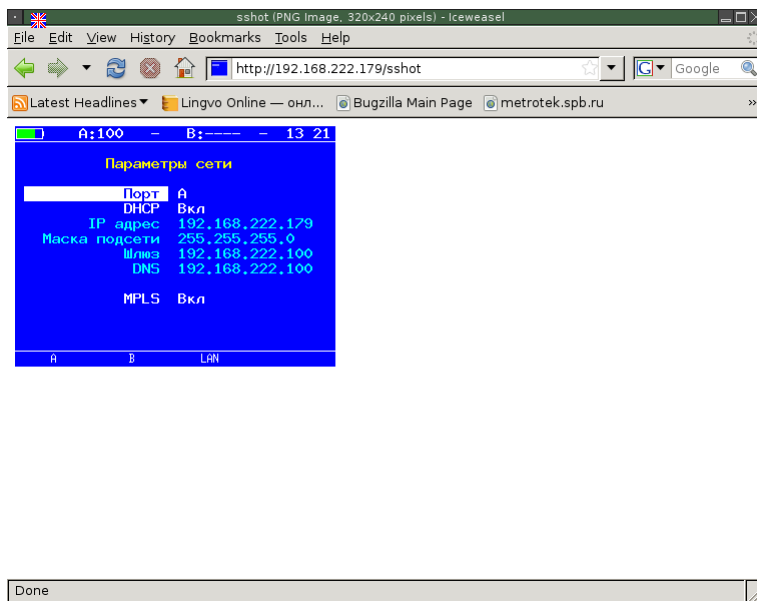 sshot (PNG Image, 320x240 pixels) - Iceweasel
File Edit View History Bookmarks Tools Help
http://192.168.222.179/sshot Google
Latest Headlines Lingvo Online — онл... Bugzilla Main Page metrotek.spb.ru »
A:100 – B:---- – 13 21
Параметры сети
Порт A
DHCP Вкл
IP адрес 192.168.222.179
Маска подсети 255.255.255.0
Шлюз 192.168.222.100
DNS 192.168.222.100
MPLS Вкл
A B LAN
Done